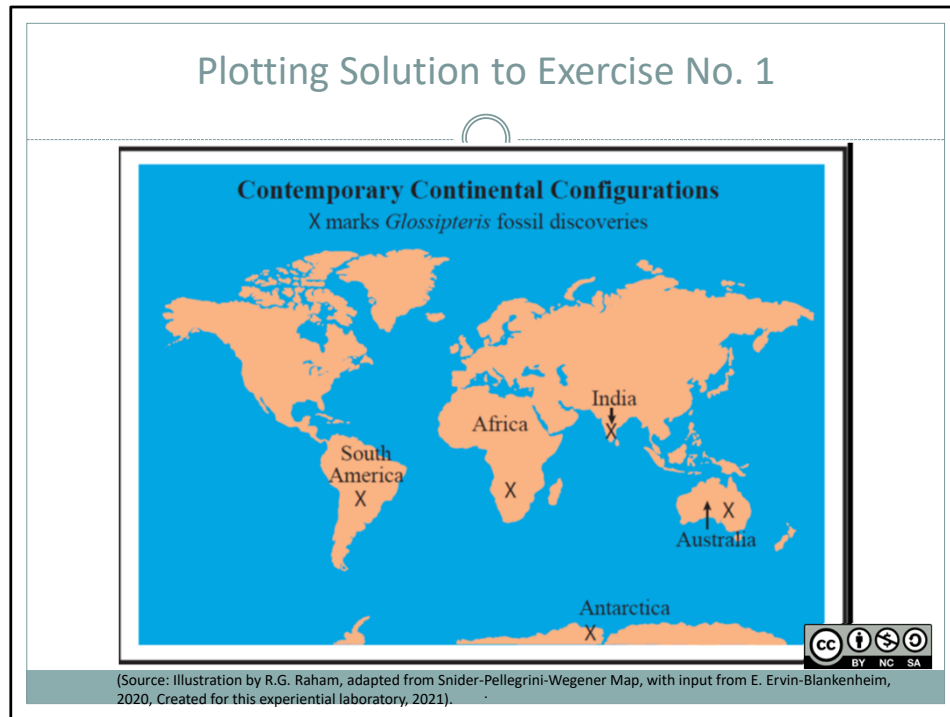 Plotting Solution to Exercise No. 1
Contemporary Continental Configurations
X marks Glossipteris fossil discoveries
India
X
Africa
South
America
X
X
X
Australia
Antarctica
X
cc
BY NC SA
(Source: Illustration by R.G. Raham, adapted from Snider-Pellegrini-Wegener Map, with input from E. Ervin-Blankenheim,
2020, Created for this experiential laboratory, 2021).